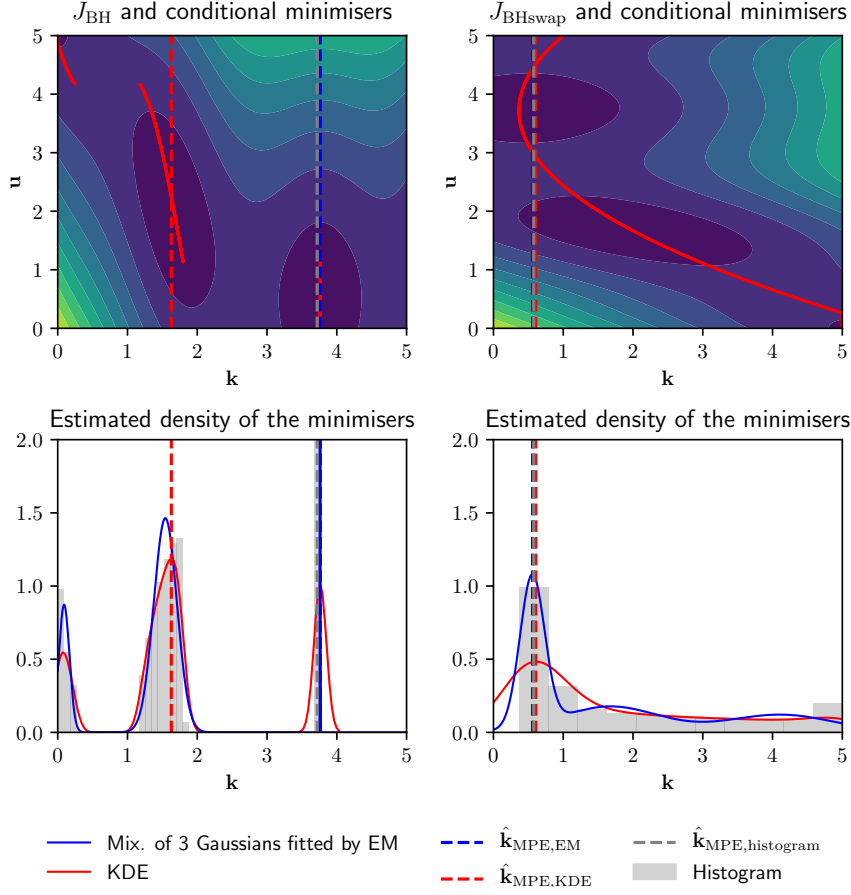 J_BH and conditional minimisers
J_BHswap and conditional minimisers
5
4
3
2
1
0
u
0 1 2 3 4 5
k
5
4
3
2
1
0
u
0 1 2 3 4 5
k
Estimated density of the minimisers
Estimated density of the minimisers
2.0
1.5
1.0
0.5
0.0
0 1 2 3 4 5
k
2.0
1.5
1.0
0.5
0.0
0 1 2 3 4 5
k
Mix. of 3 Gaussians fitted by EM
KDE
k̂_MPE,EM
k̂_MPE,KDE
k̂_MPE,histogram
Histogram